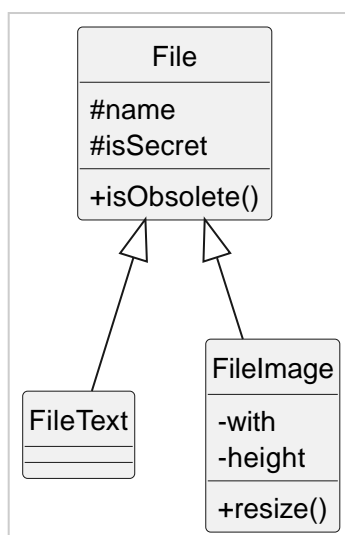 File
#name
#isSecret
+isObsolete()
FileText
FileImage
-with
-height
+resize()